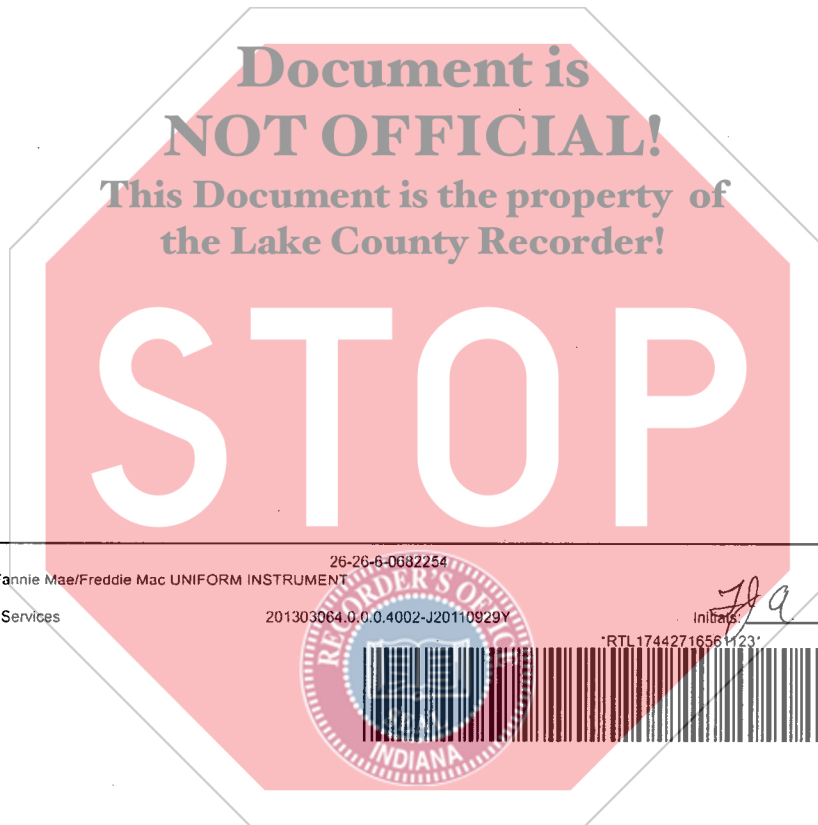 Document is
NOT OFFICIAL!
This Document is the property of
the Lake County Recorder!
STOP
26-26-6-0682254
Fannie Mae/Freddie Mac UNIFORM INSTRUMENT
Services
201303064.0.0.0.4002-J20110929Y
Initials:
*RTL17442716561123*
RECORDER'S OFFICE
SEAL
INDIANA